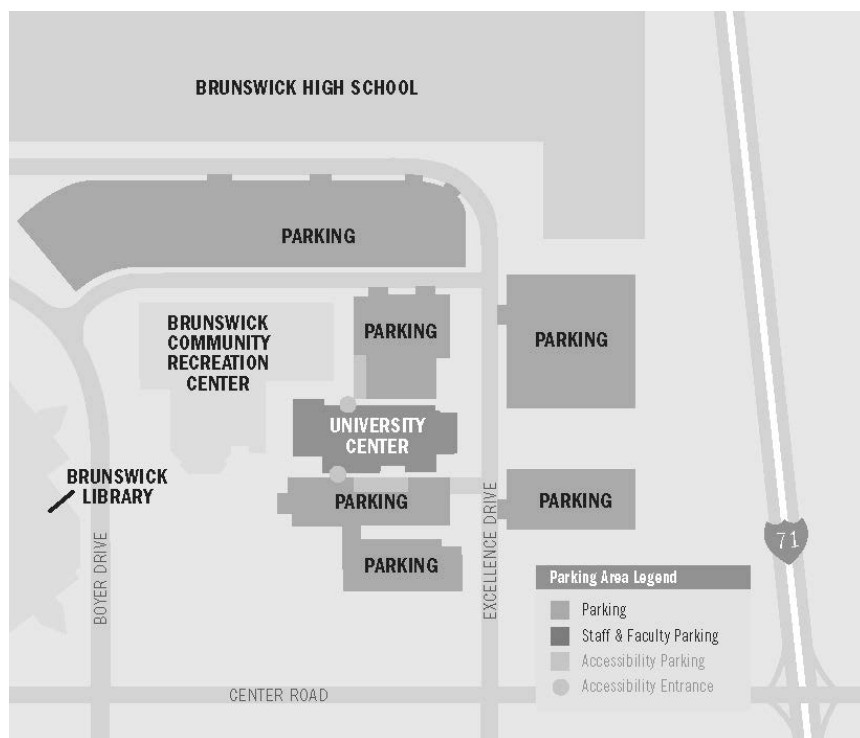 BRUNSWICK HIGH SCHOOL
PARKING
BRUNSWICK
COMMUNITY
RECREATION
CENTER
PARKING
PARKING
UNIVERSITY
CENTER
BRUNSWICK
LIBRARY
PARKING
PARKING
PARKING
BOYER DRIVE
EXCELLENCE DRIVE
71
Parking Area Legend
Parking
Staff & Faculty Parking
Accessibility Parking
Accessibility Entrance
CENTER ROAD